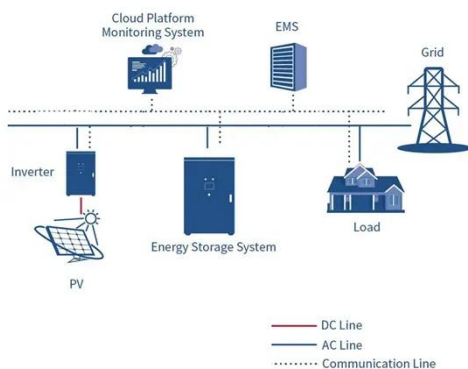 Cloud Platform
Monitoring System
EMS
Grid
Inverter
Energy Storage System
Load
PV
DC Line
AC Line
Communication Line